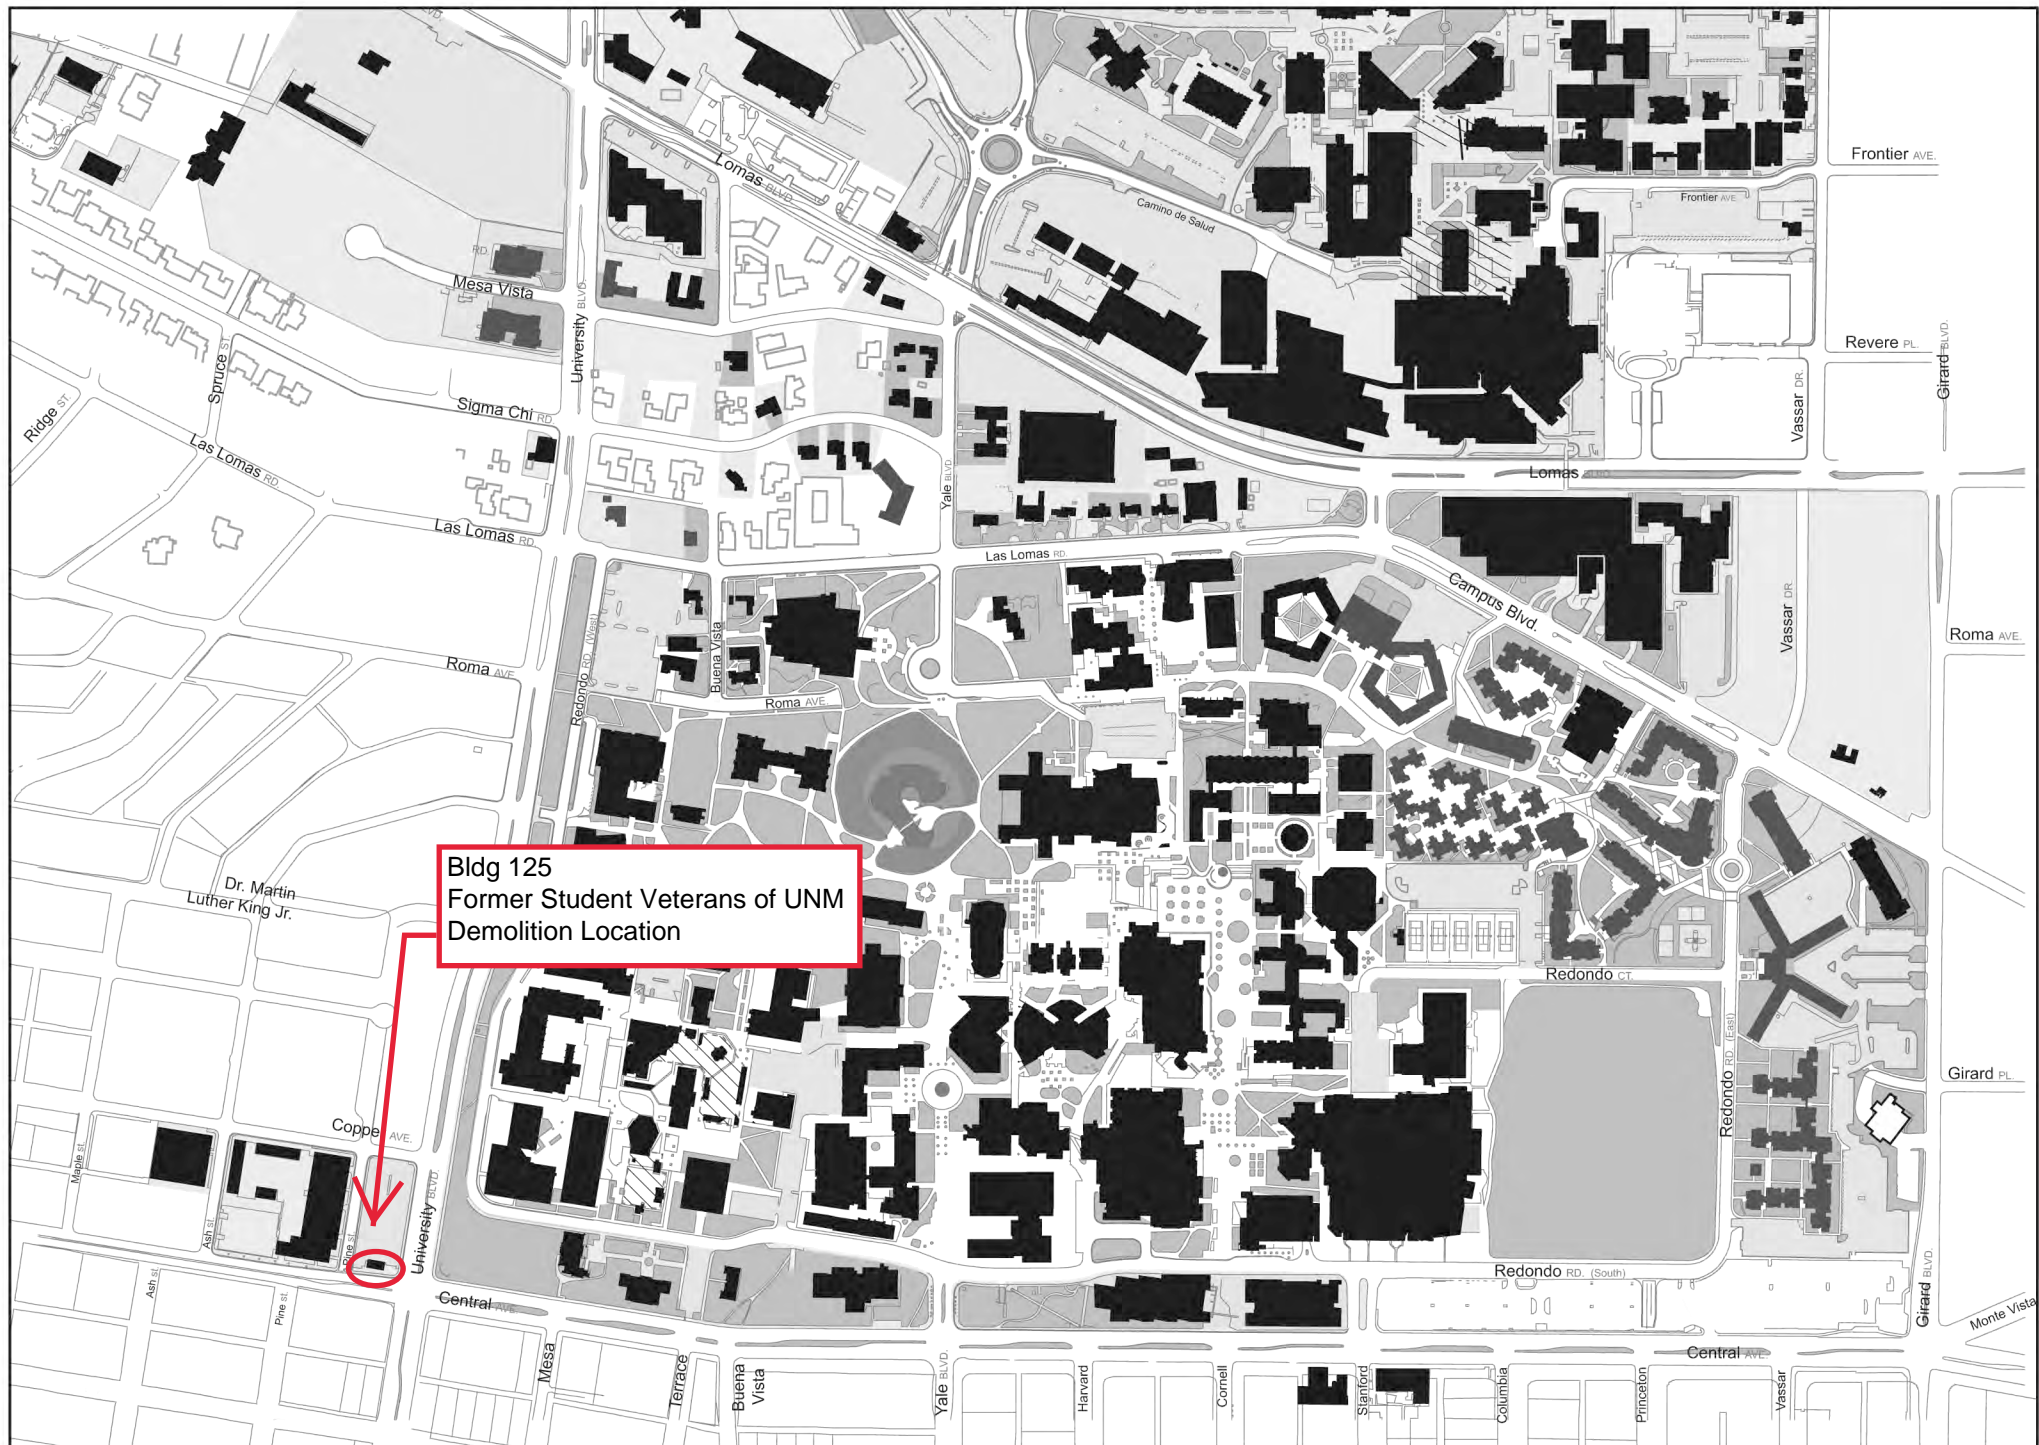 BLVD.
BLVD.
Lomas BLVD.
Frontier AVE.
Frontier AVE
Camino de Salud
RD.
Mesa Vista
University BLVD.
Spruce ST.
Revere PL.
Girard BLVD.
Vassar DR.
Ridge ST.
Sigma Chi RD.
Las Lomas RD.
Yale BLVD.
Lomas BLVD.
Las Lomas RD.
Las Lomas RD.
Campus Blvd.
Vassar DR
Roma AVE.
Redondo RD. (West)
Buena Vista
Roma AVE
Roma AVE.
Bldg 125
Former Student Veterans of UNM
Demolition Location
Dr. Martin
Luther King Jr.
Redondo CT.
Redondo RD. (East)
Girard PL.
Coppe AVE.
Maple st.
Ash st.
Pine st.
University BLVD.
Redondo RD. (South)
Girard BLVD.
Ash st.
Pine st.
Central AVE
Monte Vista
Central AVE.
Mesa
Terrace
Buena
Vista
Yale BLVD.
Harvard
Cornell
Stanford
Columbia
Princeton
Vassar